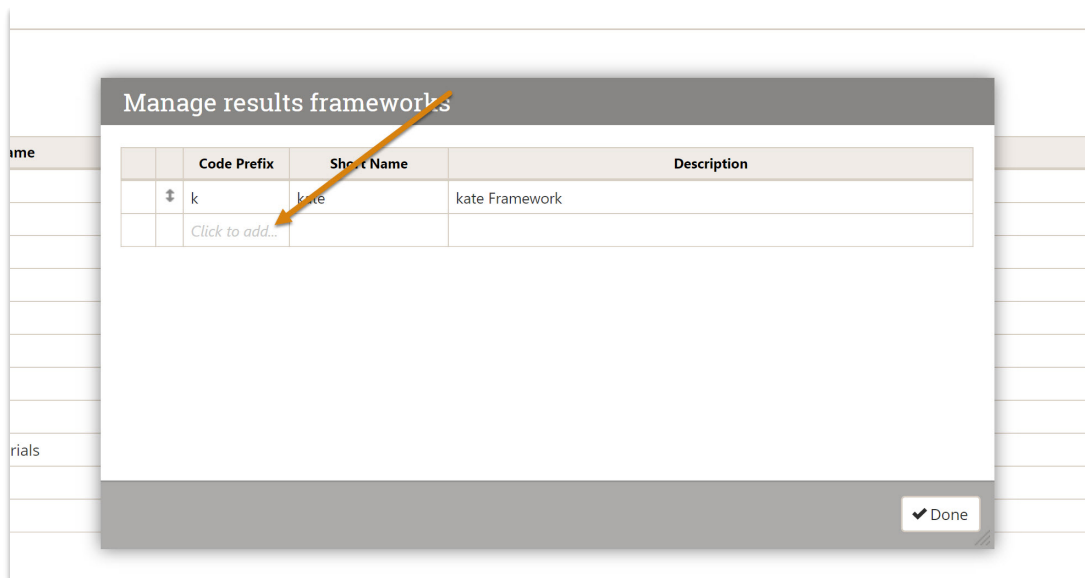 Manage results frameworks
ame
Code Prefix Short Name Description
k kate kate Framework
Click to add...
rials
Done